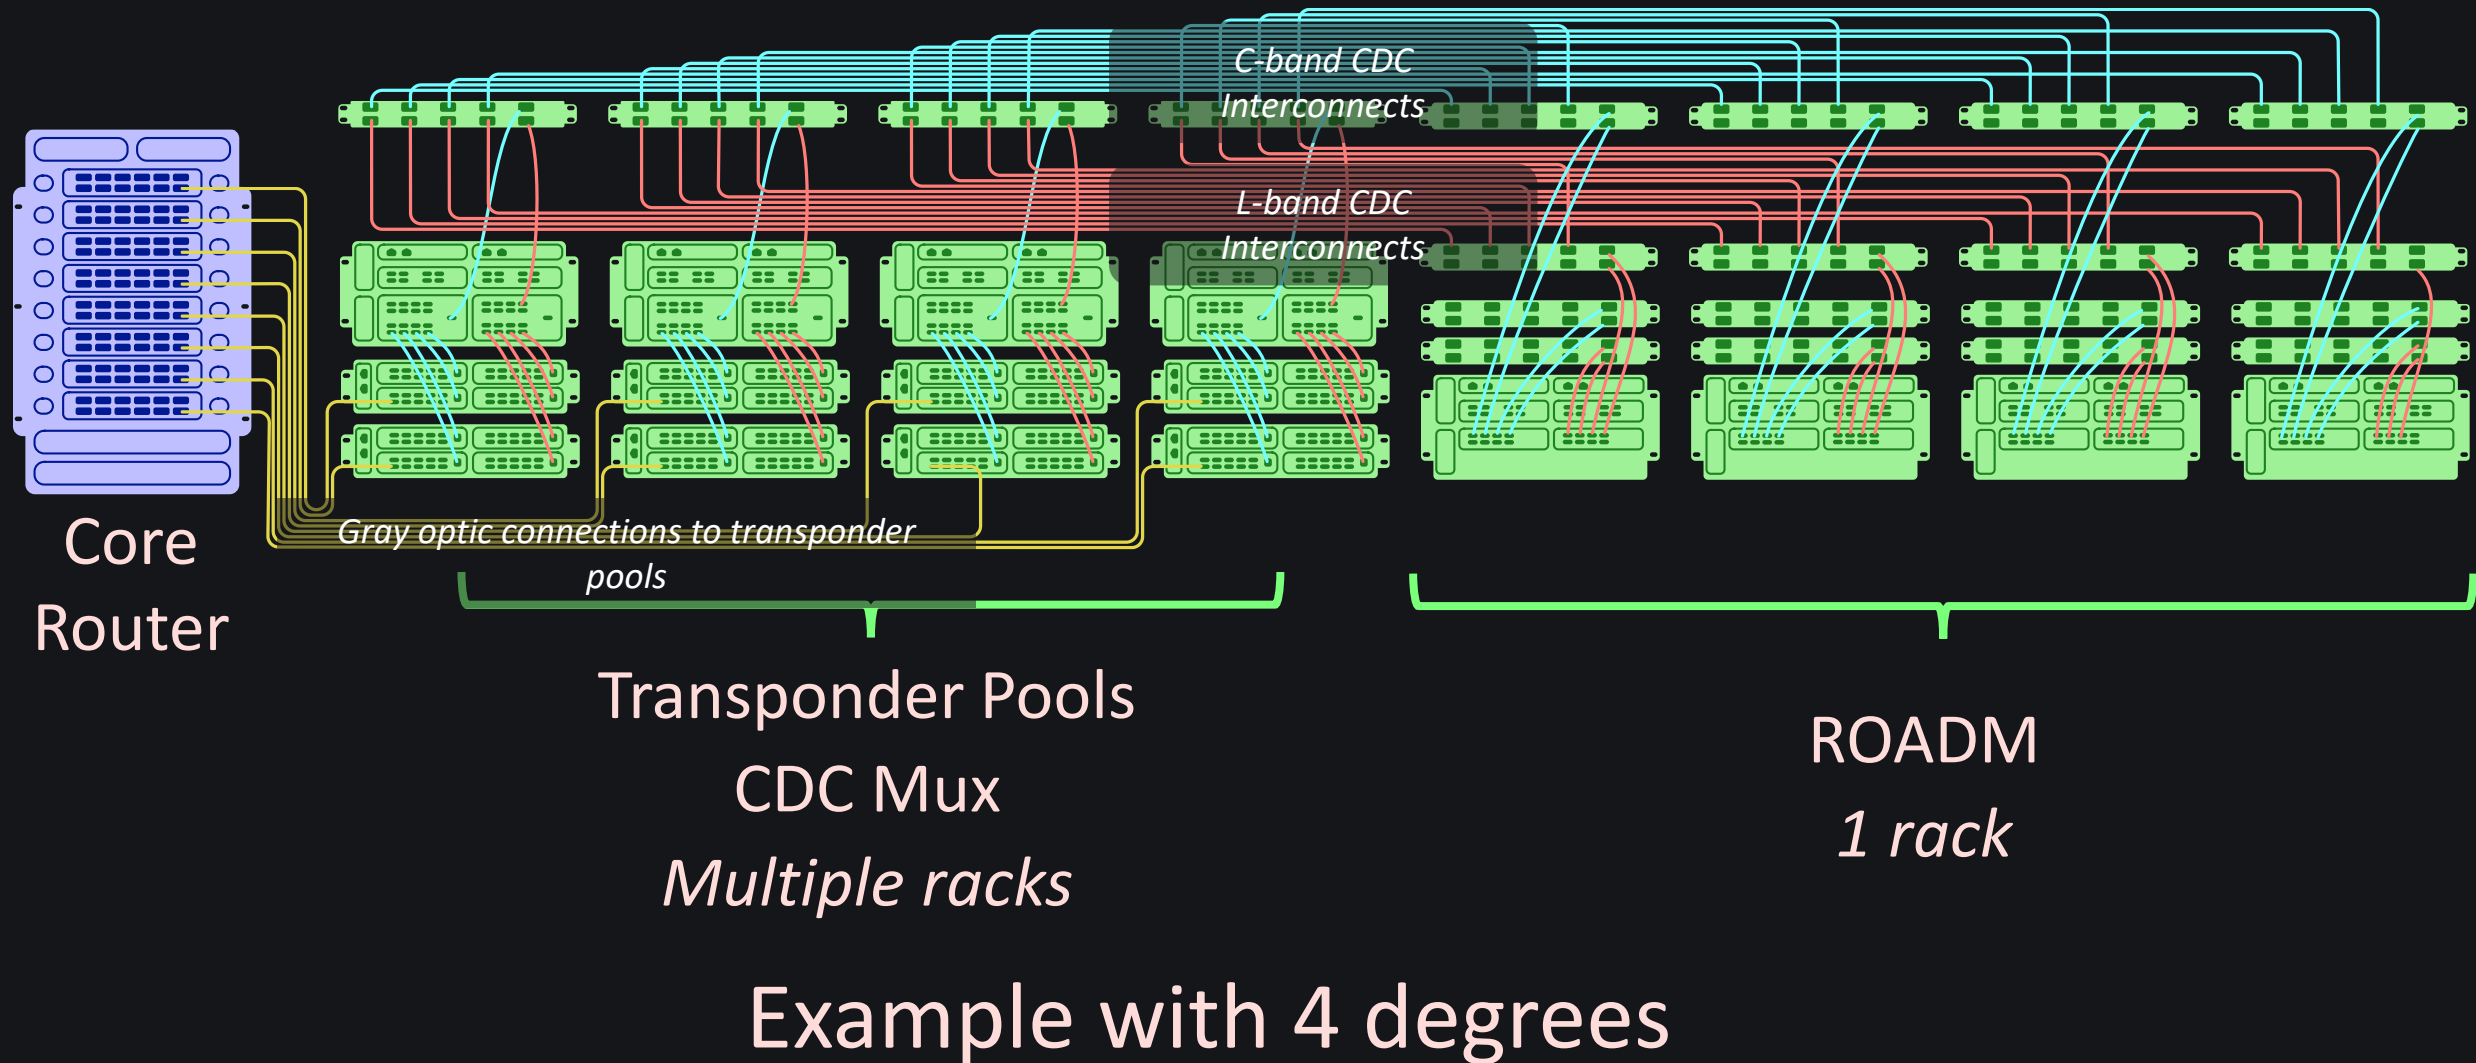 C-band CDC
Interconnects
L-band CDC
Interconnects
Gray optic connections to transponder
pools
Core
Router
Transponder Pools
CDC Mux
Multiple racks
ROADM
1 rack
Example with 4 degrees